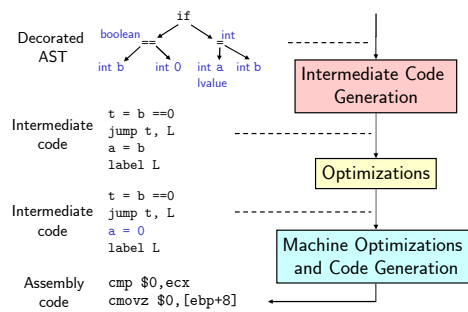 Decorated
AST
if
boolean
==
int
=
int b
int 0
int a
lvalue
int b
Intermediate Code
Generation
Intermediate
code
t = b ==0
jump t, L
a = b
label L
Optimizations
Intermediate
code
t = b ==0
jump t, L
a = 0
label L
Machine Optimizations
and Code Generation
Assembly
code
cmp $0,ecx
cmovz $0,[ebp+8]